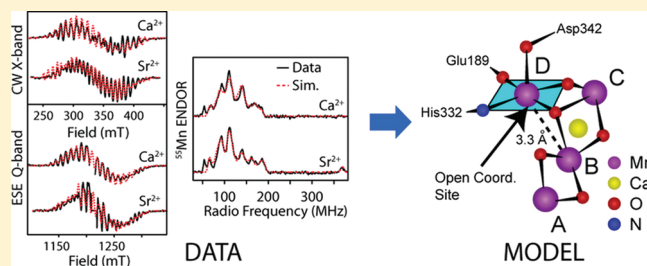 CW X-band
Ca²⁺
Sr²⁺
250 300 350 400
Field (mT)
ESE Q-band
Ca²⁺
Sr²⁺
1150 1250
Field (mT)
⁵⁵Mn ENDOR
Data
Sim.
Ca²⁺
Sr²⁺
100 200 300
Radio Frequency (MHz)
DATA
Asp342
Glu189
D
C
His332
3.3 Å
B
Open Coord.
Site
A
Mn
Ca
O
N
MODEL